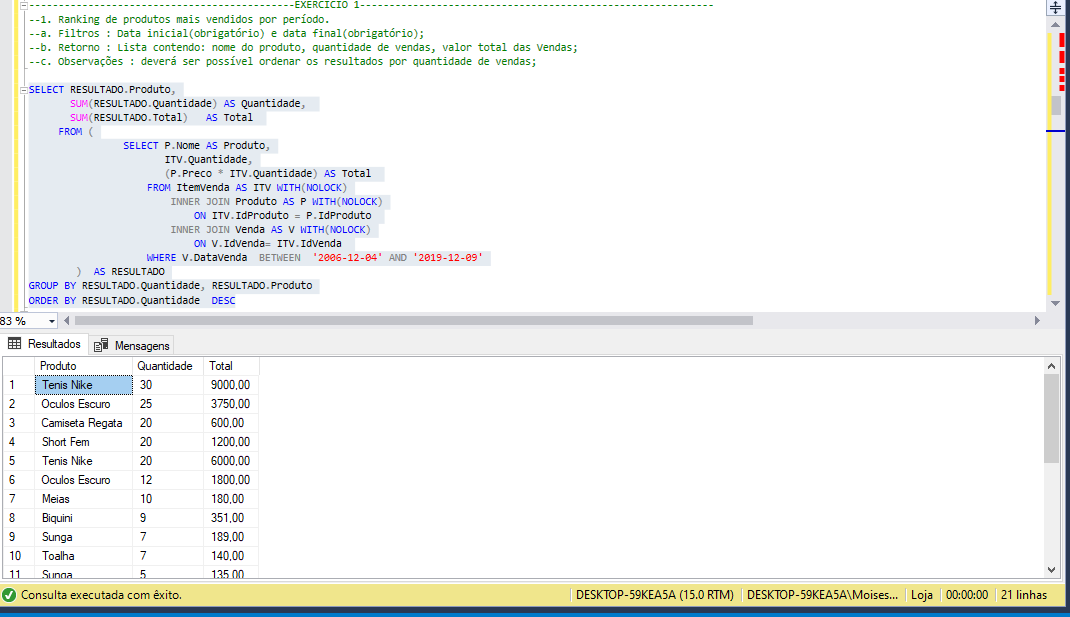 ------------------------------------------EXERCICIO 1------------------------------------------------------------
--1. Ranking de produtos mais vendidos por período.
--a. Filtros : Data inicial(obrigatório) e data final(obrigatório);
--b. Retorno : Lista contendo: nome do produto, quantidade de vendas, valor total das Vendas;
--c. Observações : deverá ser possível ordenar os resultados por quantidade de vendas;
SELECT RESULTADO.Produto,
SUM(RESULTADO.Quantidade) AS Quantidade,
SUM(RESULTADO.Total) AS Total
FROM (
SELECT P.Nome AS Produto,
ITV.Quantidade,
(P.Preco * ITV.Quantidade) AS Total
FROM ItemVenda AS ITV WITH(NOLOCK)
INNER JOIN Produto AS P WITH(NOLOCK)
ON ITV.IdProduto = P.IdProduto
INNER JOIN Venda AS V WITH(NOLOCK)
ON V.IdVenda= ITV.IdVenda
WHERE V.DataVenda BETWEEN '2006-12-04' AND '2019-12-09'
) AS RESULTADO
GROUP BY RESULTADO.Quantidade, RESULTADO.Produto
ORDER BY RESULTADO.Quantidade DESC
83 %
Resultados Mensagens
Produto Quantidade Total
1 Tenis Nike 30 9000,00
2 Oculos Escuro 25 3750,00
3 Camiseta Regata 20 600,00
4 Short Fem 20 1200,00
5 Tenis Nike 20 6000,00
6 Oculos Escuro 12 1800,00
7 Meias 10 180,00
8 Biquini 9 351,00
9 Sunga 7 189,00
10 Toalha 7 140,00
11 Sunga 5 135,00
Consulta executada com êxito. DESKTOP-59KEA5A (15.0 RTM) DESKTOP-59KEA5A\Moises... Loja 00:00:00 21 linhas